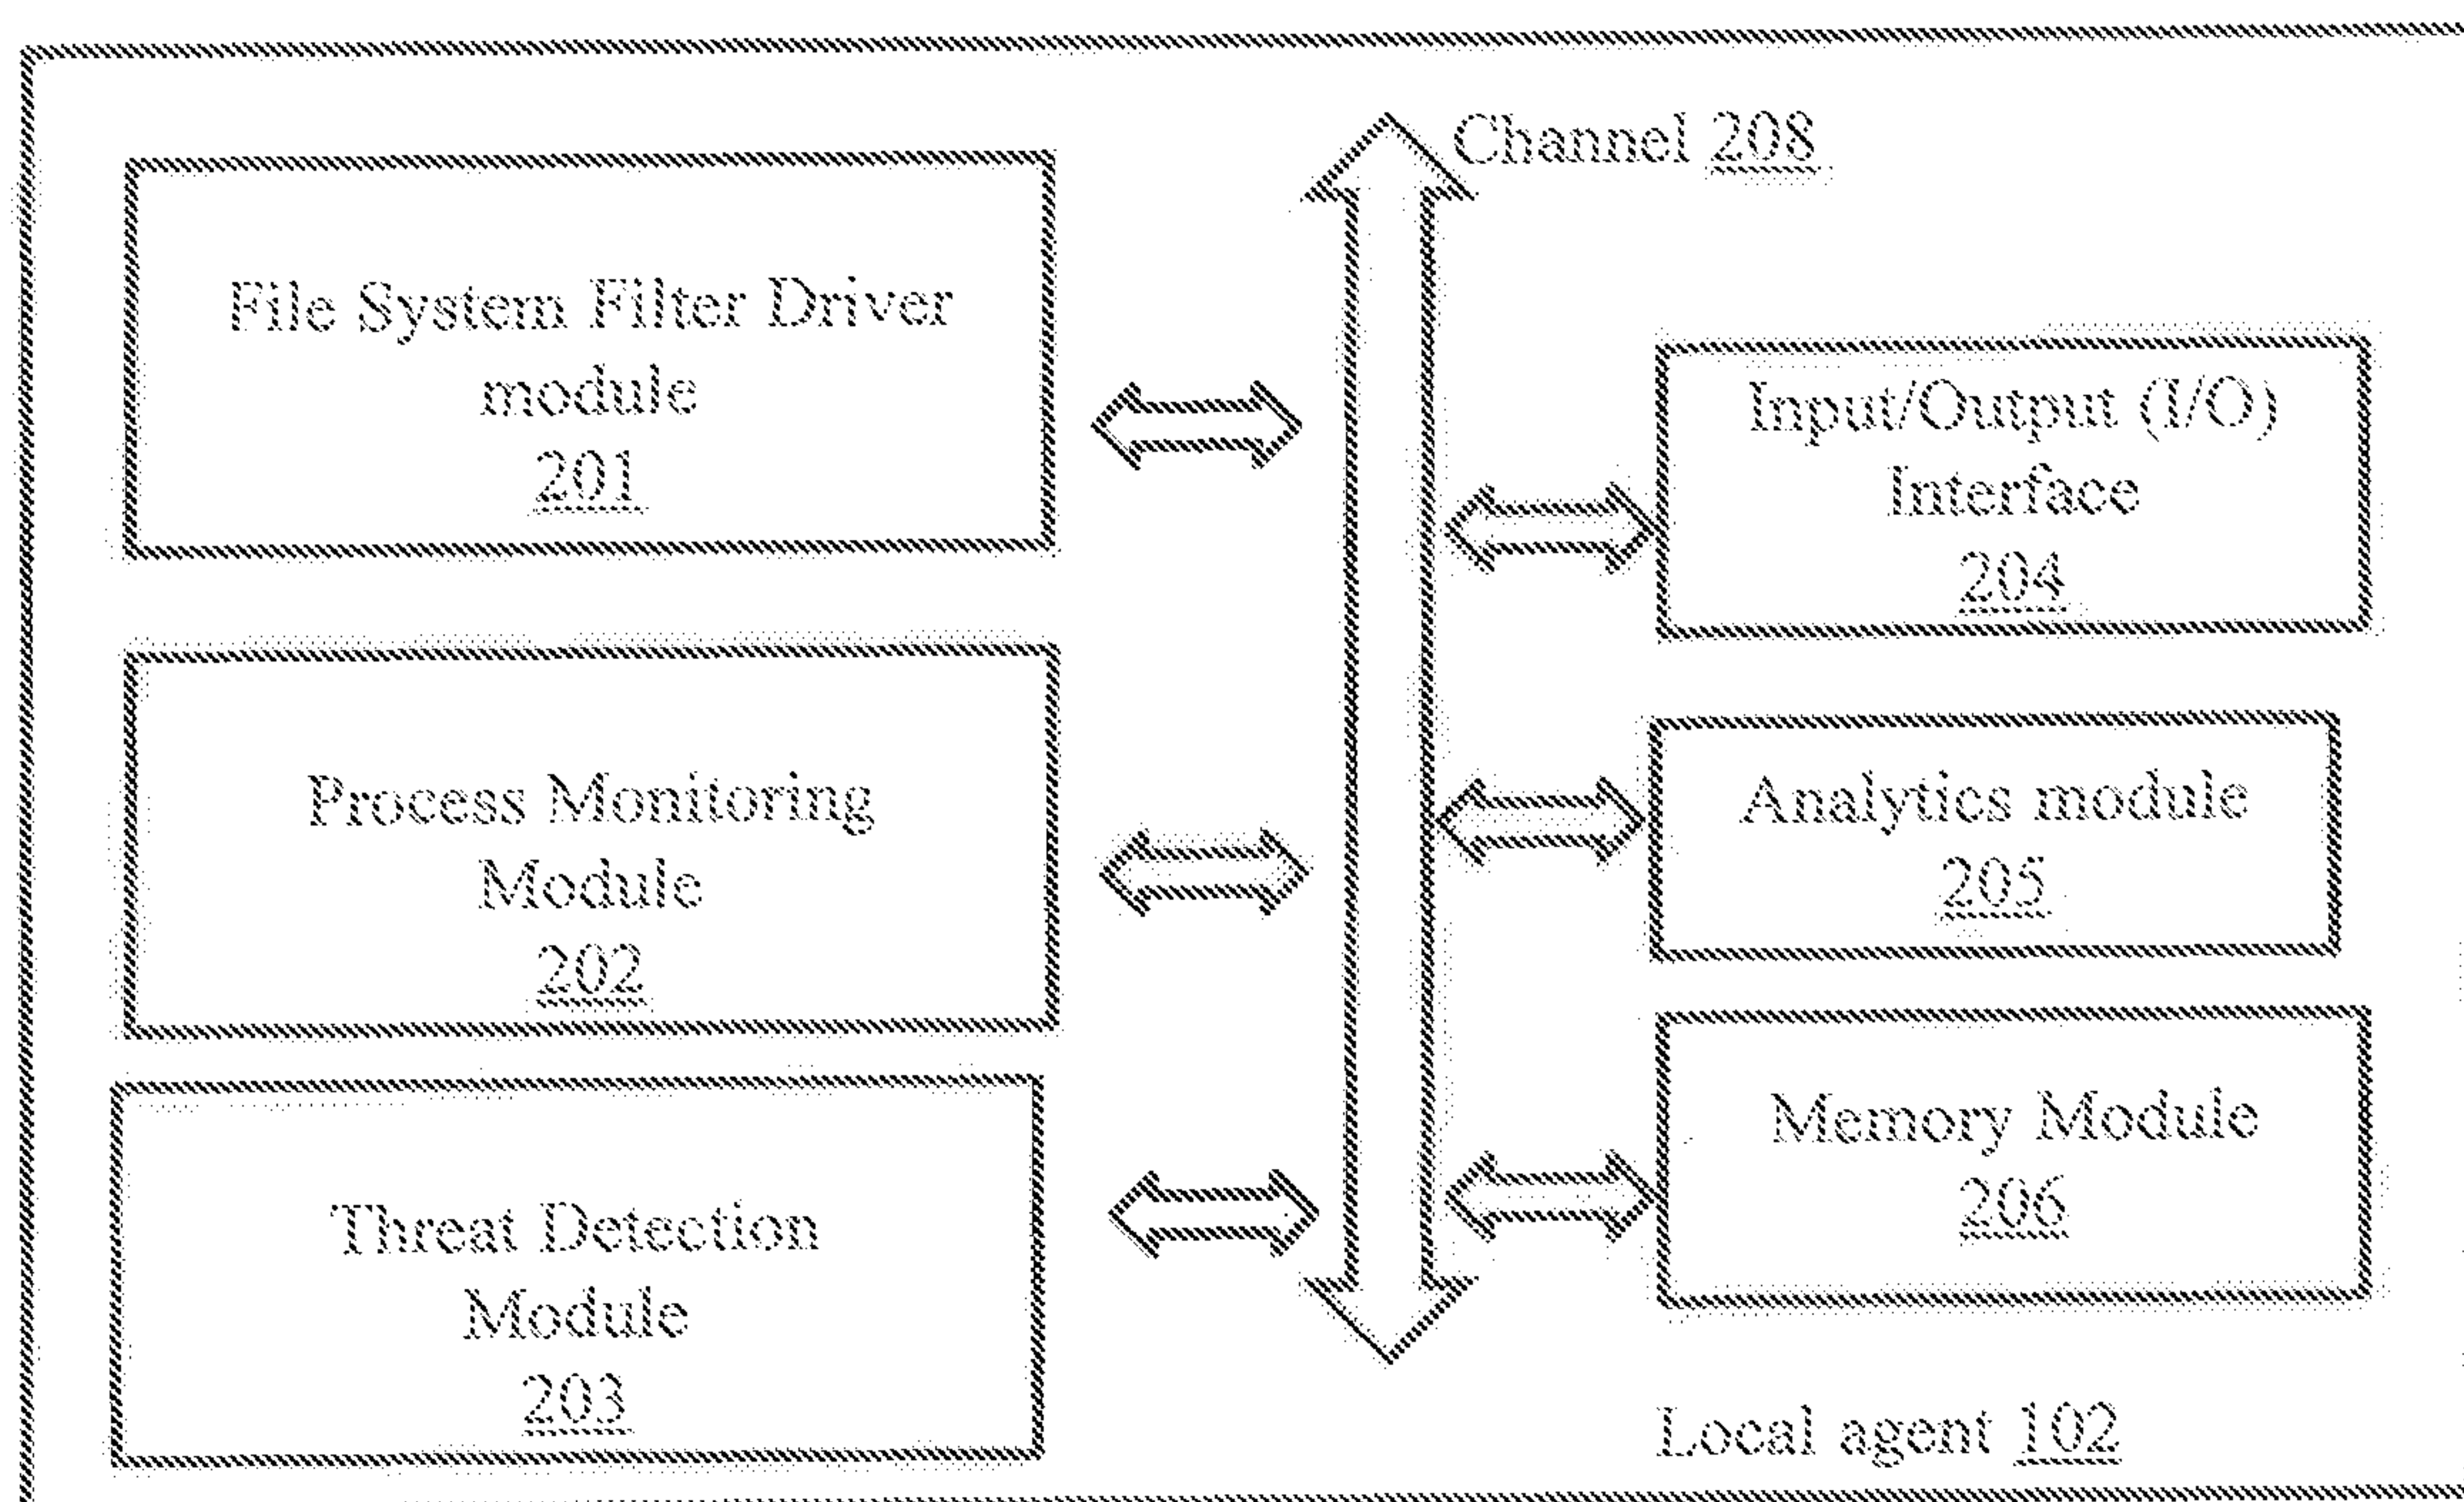 Channel 208
File System Filter Driver
module
201
Input/Output (I/O)
Interface
204
Process Monitoring
Module
202
Analytics module
205
Memory Module
206
Threat Detection
Module
203
Local agent 102